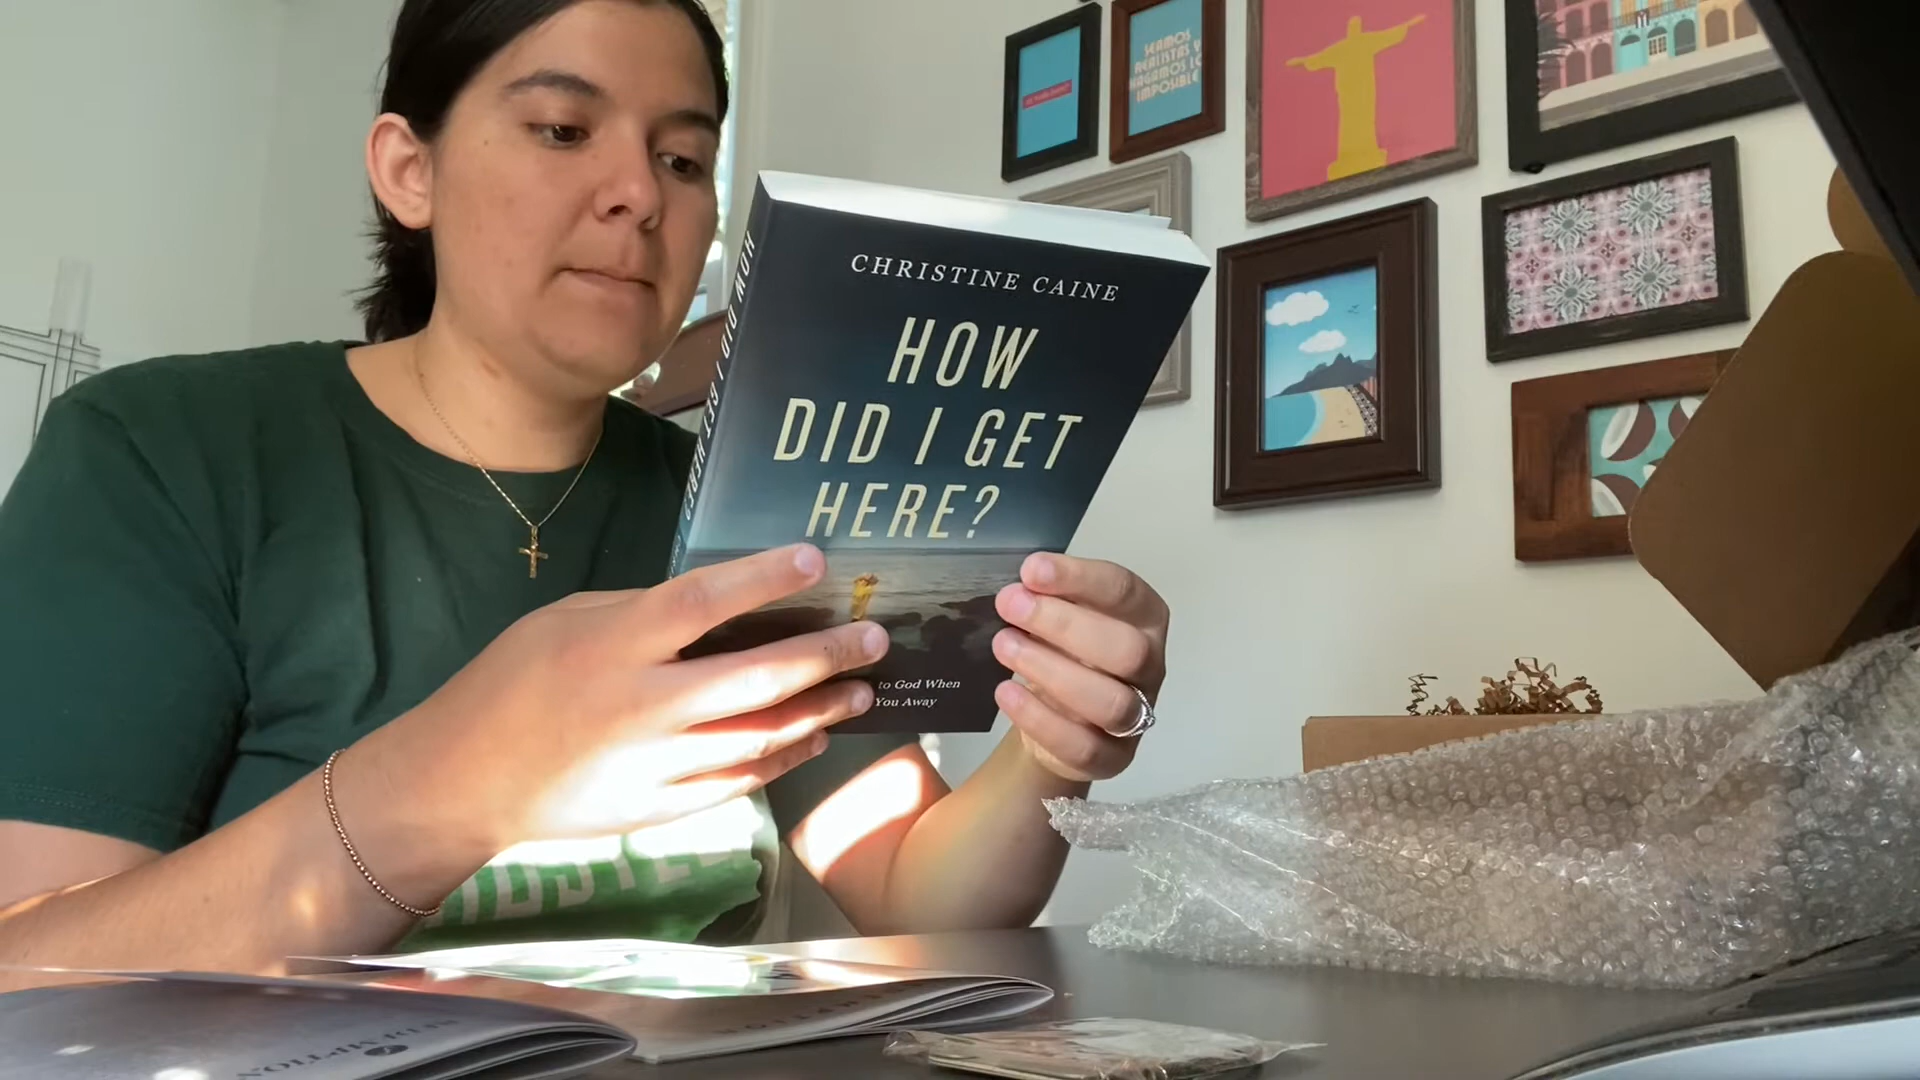 SEAMOS
REALISTAS Y
HAGAMOS LO
IMPOSIBLE
CHRISTINE CAINE
HOW
DID I GET
HERE?
to God When
You Away
HOW DID I GET HERE?
REDEMPTION